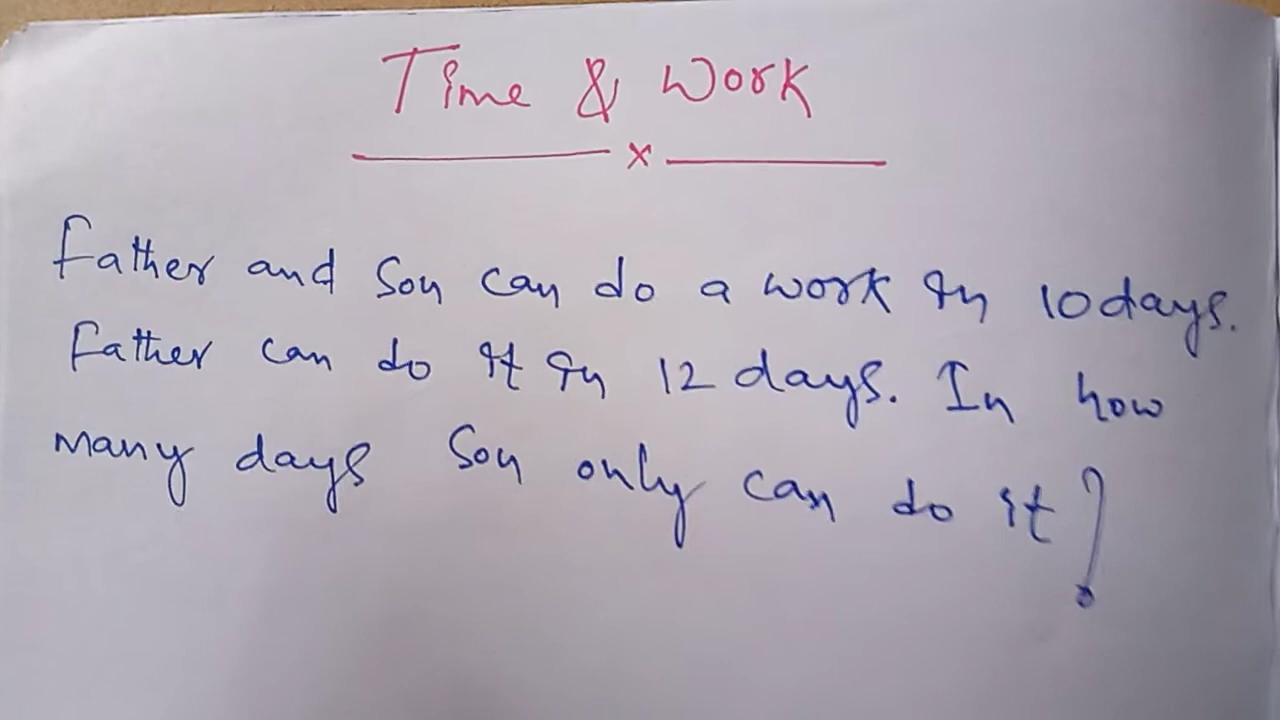 Time & Work
x
Father and Son can do a work in 10 days.
Father can do it in 12 days. In how
many days Son only can do it?